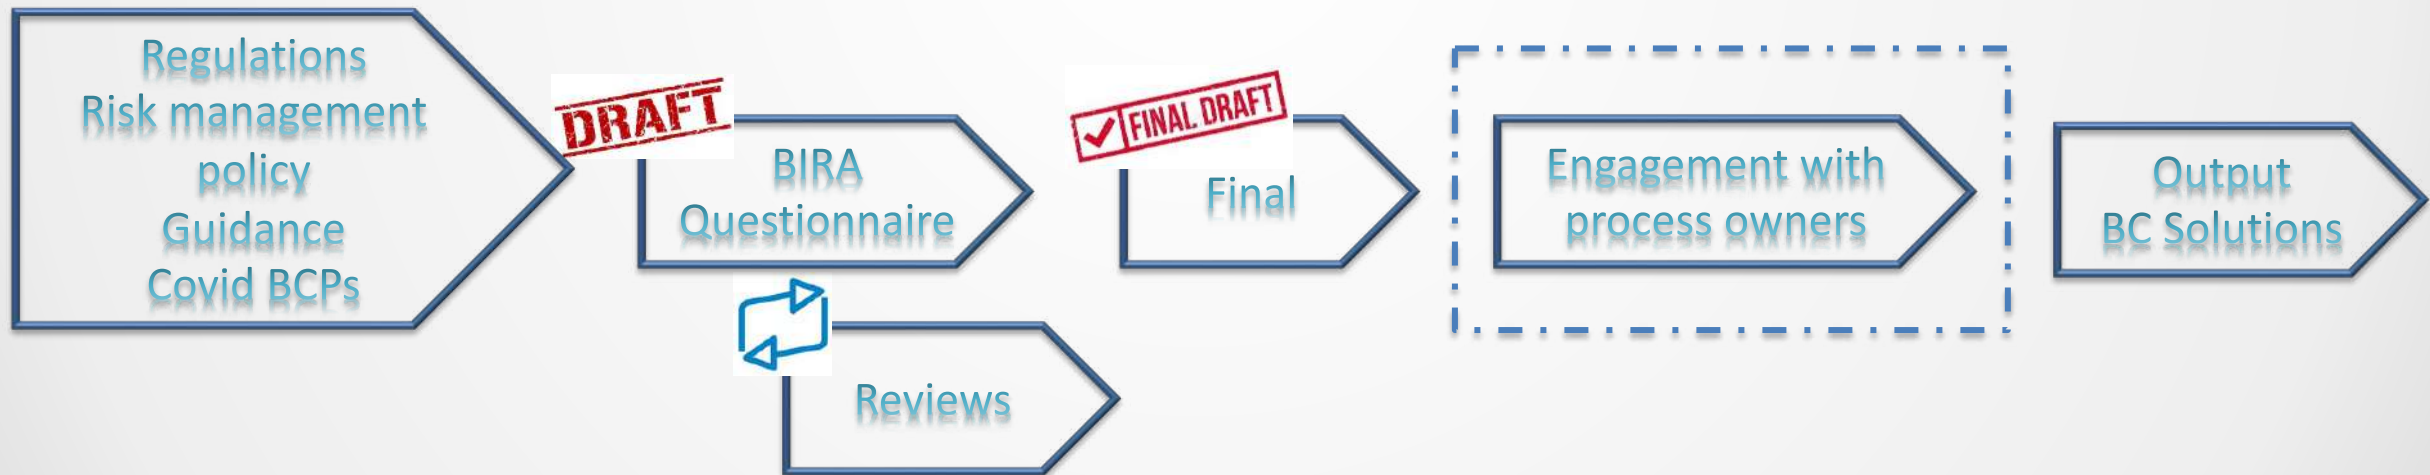 Regulations
Risk management
policy
Guidance
Covid BCPs
DRAFT
BIRA
Questionnaire
Reviews
FINAL DRAFT
Final
Engagement with
process owners
Output
BC Solutions